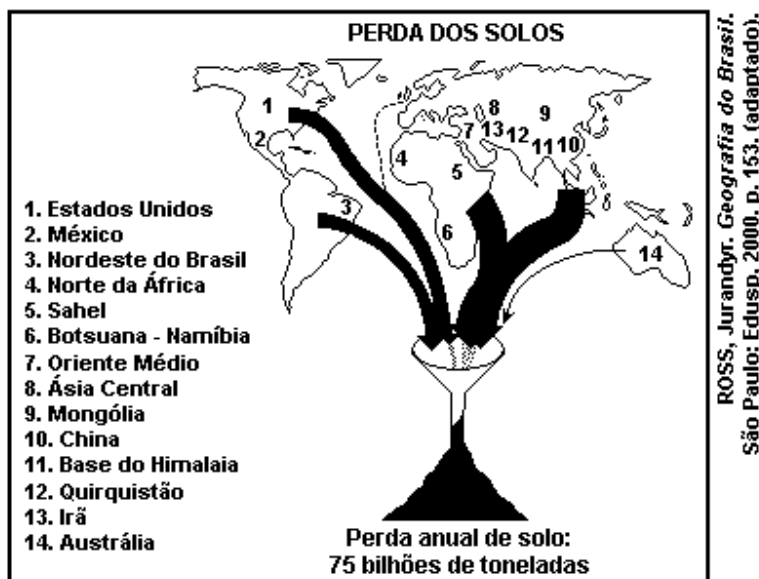 PERDA DOS SOLOS
1
2
3
4
5
6
7
8
9
13
12
11
10
14
1. Estados Unidos
2. México
3. Nordeste do Brasil
4. Norte da África
5. Sahel
6. Botsuana - Namíbia
7. Oriente Médio
8. Ásia Central
9. Mongólia
10. China
11. Base do Himalaia
12. Quirquistão
13. Irã
14. Austrália
Perda anual de solo:
75 bilhões de toneladas
ROSS, Jurandyr. Geografia do Brasil.
São Paulo: Edusp. 2000. p. 153. (adaptado).